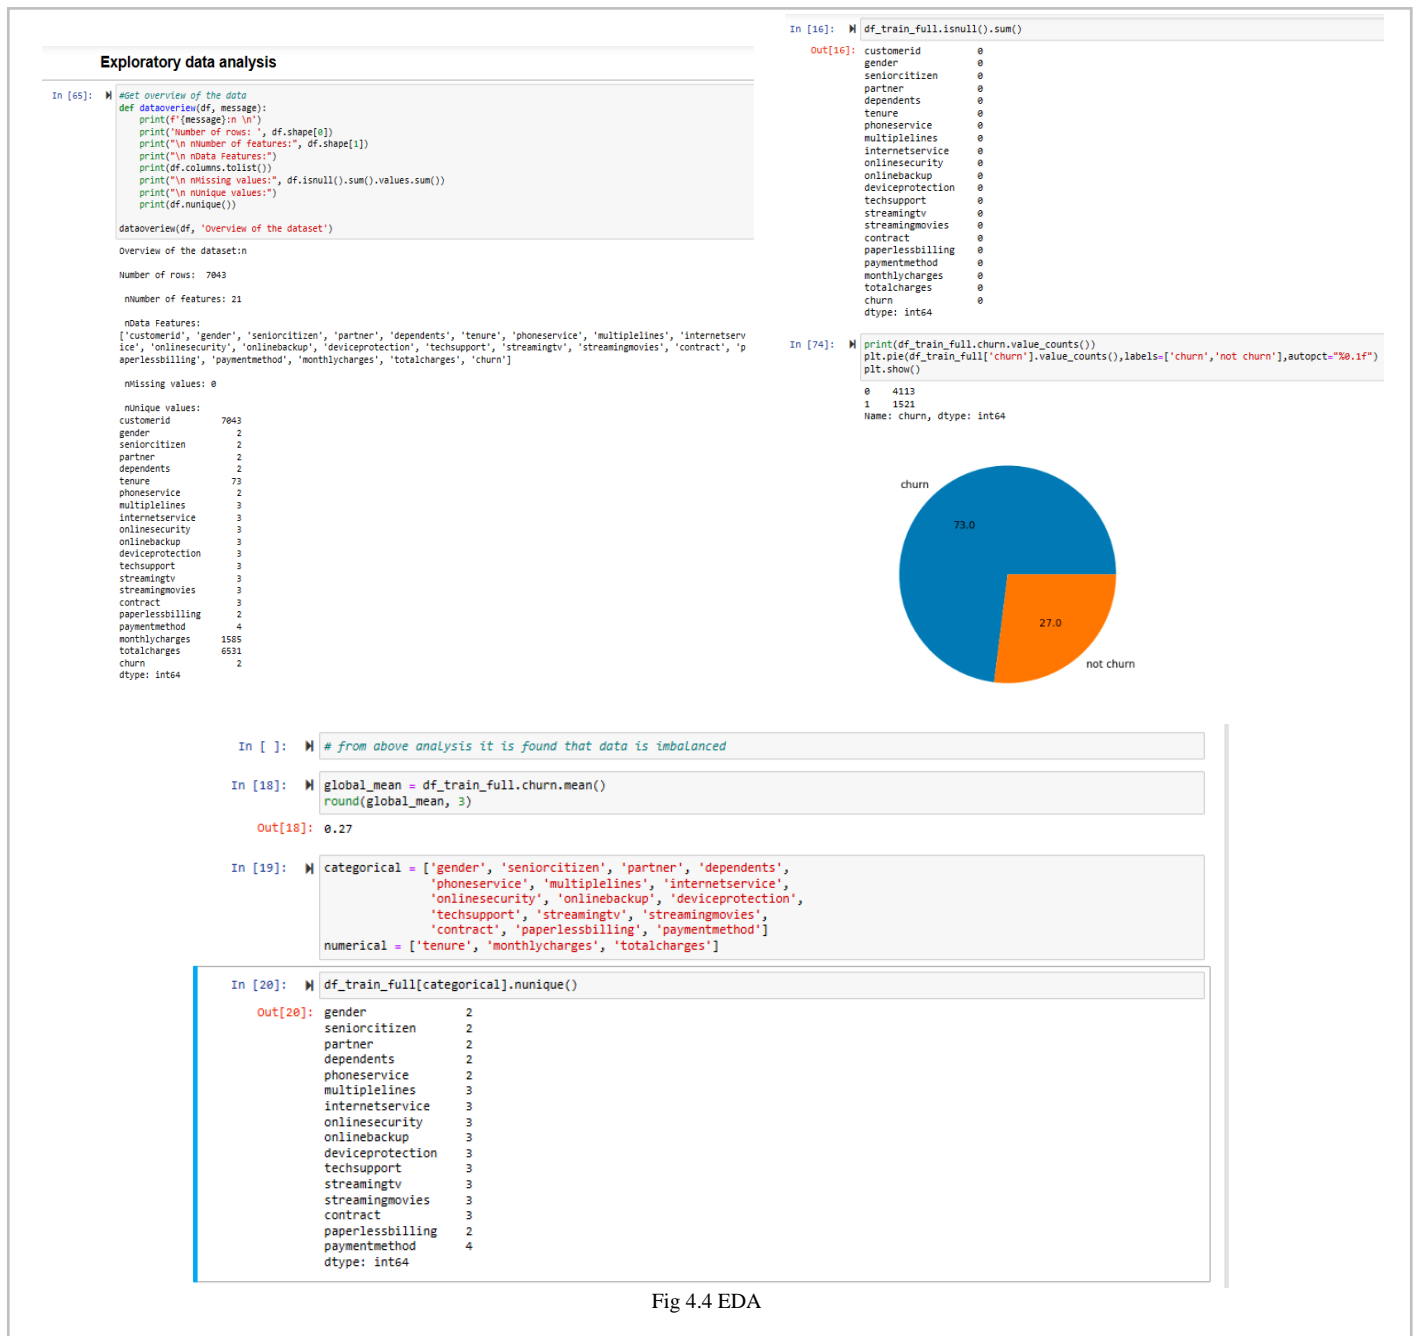 Exploratory data analysis
In [65]:
#Get overview of the data
def dataoveriew(df, message):
    print(f'{message}:n \n')
    print('Number of rows: ', df.shape[0])
    print("\n nNumber of features:", df.shape[1])
    print("\n nData Features:")
    print(df.columns.tolist())
    print("\n nMissing values:", df.isnull().sum().values.sum())
    print("\n nUnique values:")
    print(df.nunique())
dataoveriew(df, 'Overview of the dataset')
Overview of the dataset:n
Number of rows:  7043
 nNumber of features: 21
 nData Features:
['customerid', 'gender', 'seniorcitizen', 'partner', 'dependents', 'tenure', 'phoneservice', 'multiplelines', 'internetserv
ice', 'onlinesecurity', 'onlinebackup', 'deviceprotection', 'techsupport', 'streamingtv', 'streamingmovies', 'contract', 'p
aperlessbilling', 'paymentmethod', 'monthlycharges', 'totalcharges', 'churn']
 nMissing values: 0
 nUnique values:
customerid 7043
gender 2
seniorcitizen 2
partner 2
dependents 2
tenure 73
phoneservice 2
multiplelines 3
internetservice 3
onlinesecurity 3
onlinebackup 3
deviceprotection 3
techsupport 3
streamingtv 3
streamingmovies 3
contract 3
paperlessbilling 2
paymentmethod 4
monthlycharges 1585
totalcharges 6531
churn 2
dtype: int64
In [16]: df_train_full.isnull().sum()
Out[16]: customerid 0
gender 0
seniorcitizen 0
partner 0
dependents 0
tenure 0
phoneservice 0
multiplelines 0
internetservice 0
onlinesecurity 0
onlinebackup 0
deviceprotection 0
techsupport 0
streamingtv 0
streamingmovies 0
contract 0
paperlessbilling 0
paymentmethod 0
monthlycharges 0
totalcharges 0
churn 0
dtype: int64
In [74]: print(df_train_full.churn.value_counts())
plt.pie(df_train_full['churn'].value_counts(),labels=['churn','not churn'],autopct="%0.1f")
plt.show()
0 4113
1 1521
Name: churn, dtype: int64
churn
73.0
27.0
not churn
In [ ]: # from above analysis it is found that data is imbalanced
In [18]: global_mean = df_train_full.churn.mean()
round(global_mean, 3)
Out[18]: 0.27
In [19]: categorical = ['gender', 'seniorcitizen', 'partner', 'dependents',
               'phoneservice', 'multiplelines', 'internetservice',
               'onlinesecurity', 'onlinebackup', 'deviceprotection',
               'techsupport', 'streamingtv', 'streamingmovies',
               'contract', 'paperlessbilling', 'paymentmethod']
numerical = ['tenure', 'monthlycharges', 'totalcharges']
In [20]: df_train_full[categorical].nunique()
Out[20]: gender 2
seniorcitizen 2
partner 2
dependents 2
phoneservice 2
multiplelines 3
internetservice 3
onlinesecurity 3
onlinebackup 3
deviceprotection 3
techsupport 3
streamingtv 3
streamingmovies 3
contract 3
paperlessbilling 2
paymentmethod 4
dtype: int64
Fig 4.4 EDA